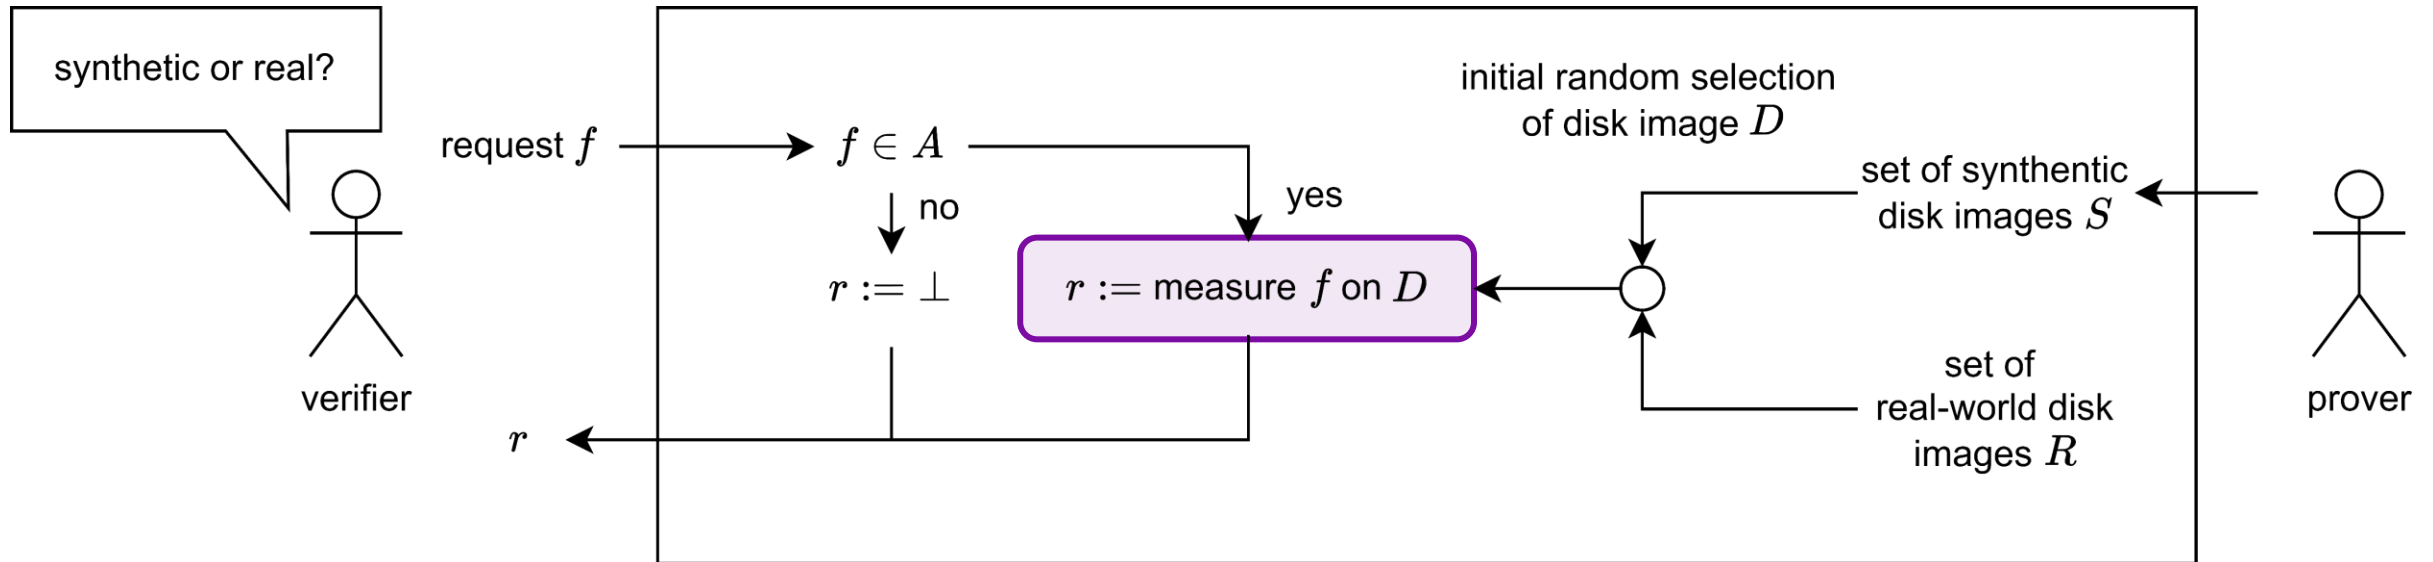 synthetic or real?
verifier
request f
f ∈ A
no
yes
r := ⊥
r := measure f on D
r
initial random selection
of disk image D
set of synthentic
disk images S
set of
real-world disk
images R
prover